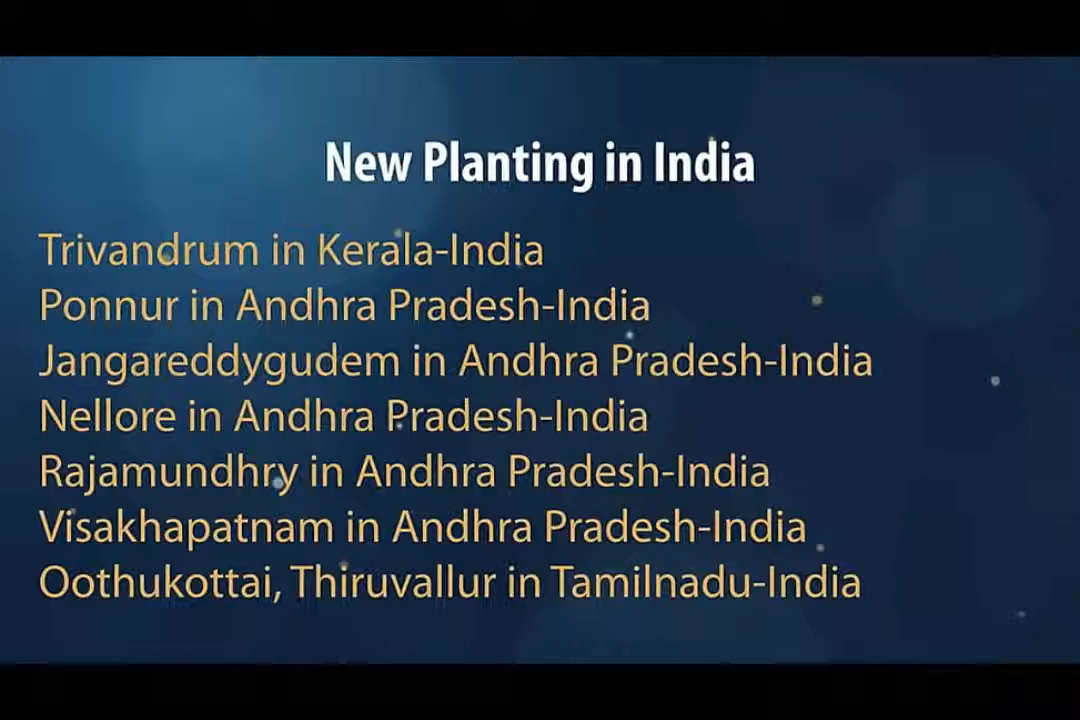 New Planting in India
Trivandrum in Kerala-India
Ponnur in Andhra Pradesh-India
Jangareddygudem in Andhra Pradesh-India
Nellore in Andhra Pradesh-India
Rajamundhry in Andhra Pradesh-India
Visakhapatnam in Andhra Pradesh-India
Oothukottai, Thiruvallur in Tamilnadu-India